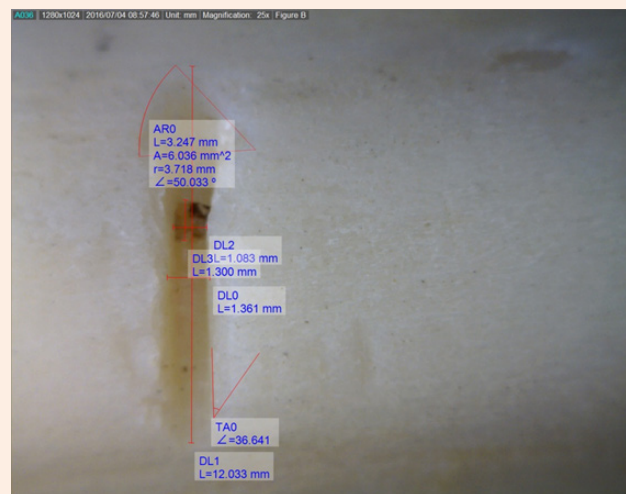 A036 1280x1024 2016/07/04 08:57:46 Unit: mm Magnification: 25x Figure B
AR0
L=3.247 mm
A=6.036 mm^2
r=3.718 mm
∠=50.033 º
DL2
DL3L=1.083 mm
L=1.300 mm
DL0
L=1.361 mm
TA0
∠=36.641
DL1
L=12.033 mm